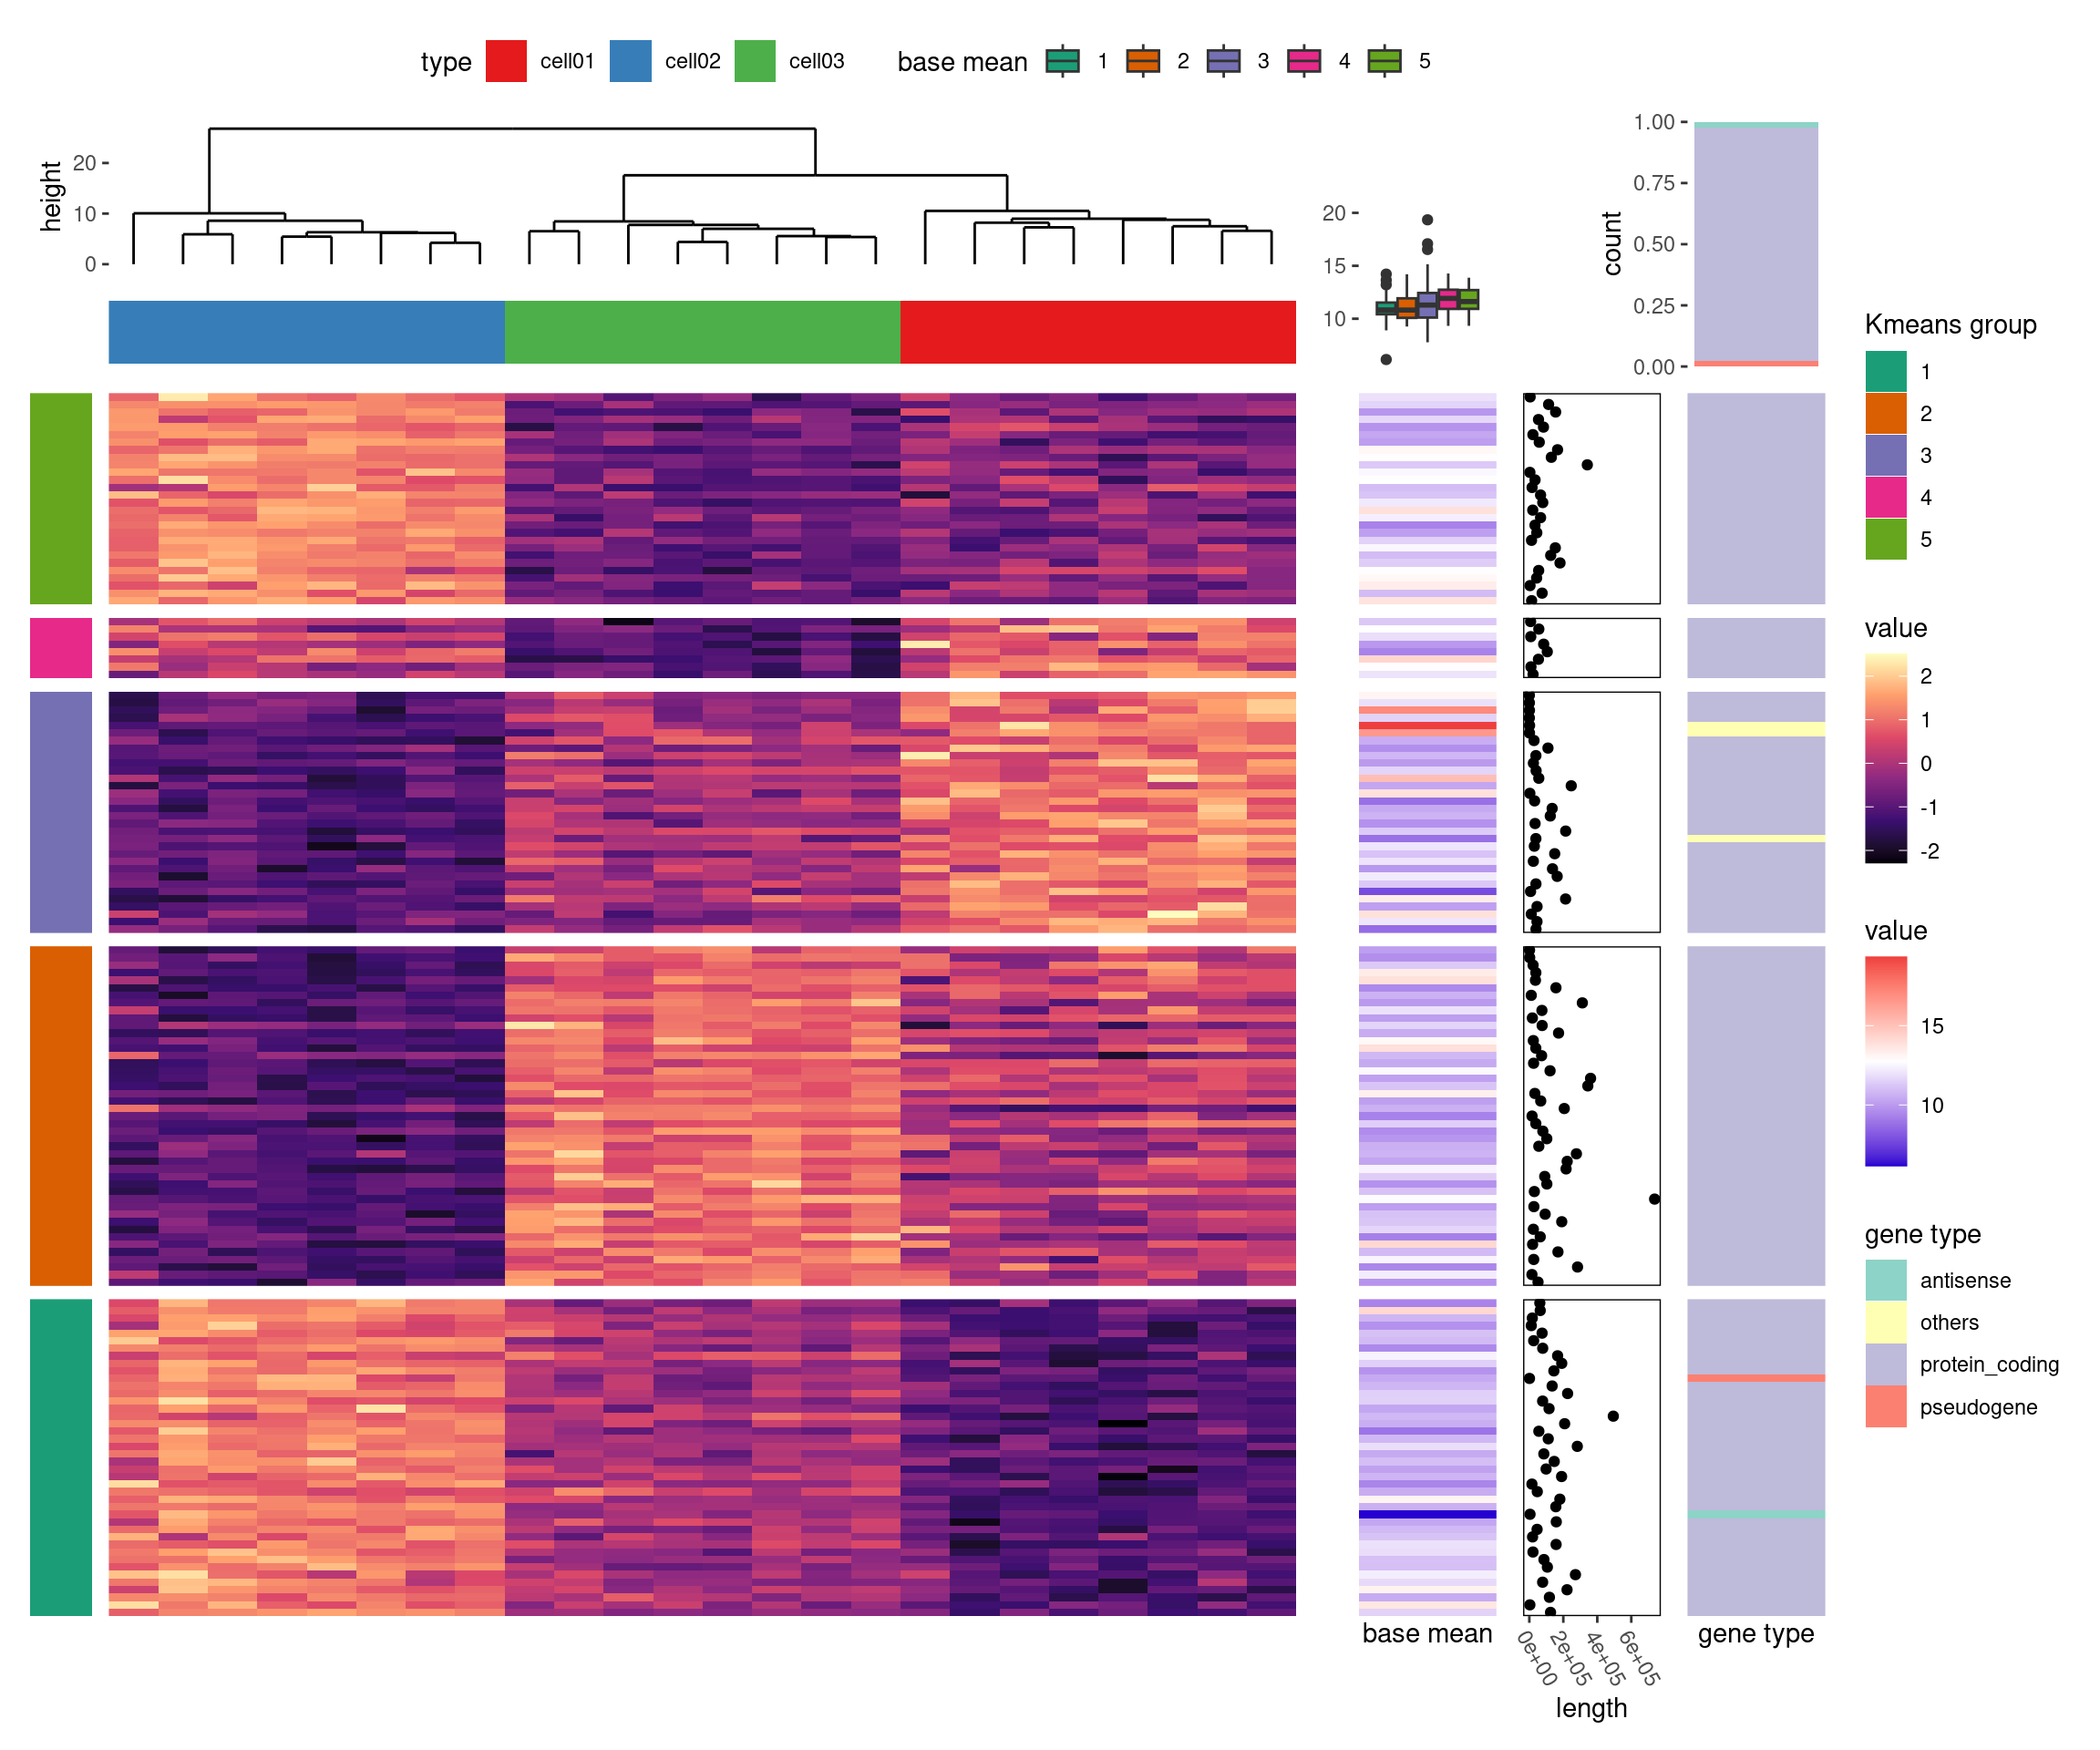 type cell01 cell02 cell03 base mean 1 2 3 4 5
height
20
10
0
20
15
10
count
1.00
0.75
0.50
0.25
0.00
Kmeans group
1
2
3
4
5
value
2
1
0
-1
-2
value
15
10
gene type
antisense
others
protein_coding
pseudogene
base mean
0e+00
2e+05
4e+05
6e+05
length
gene type